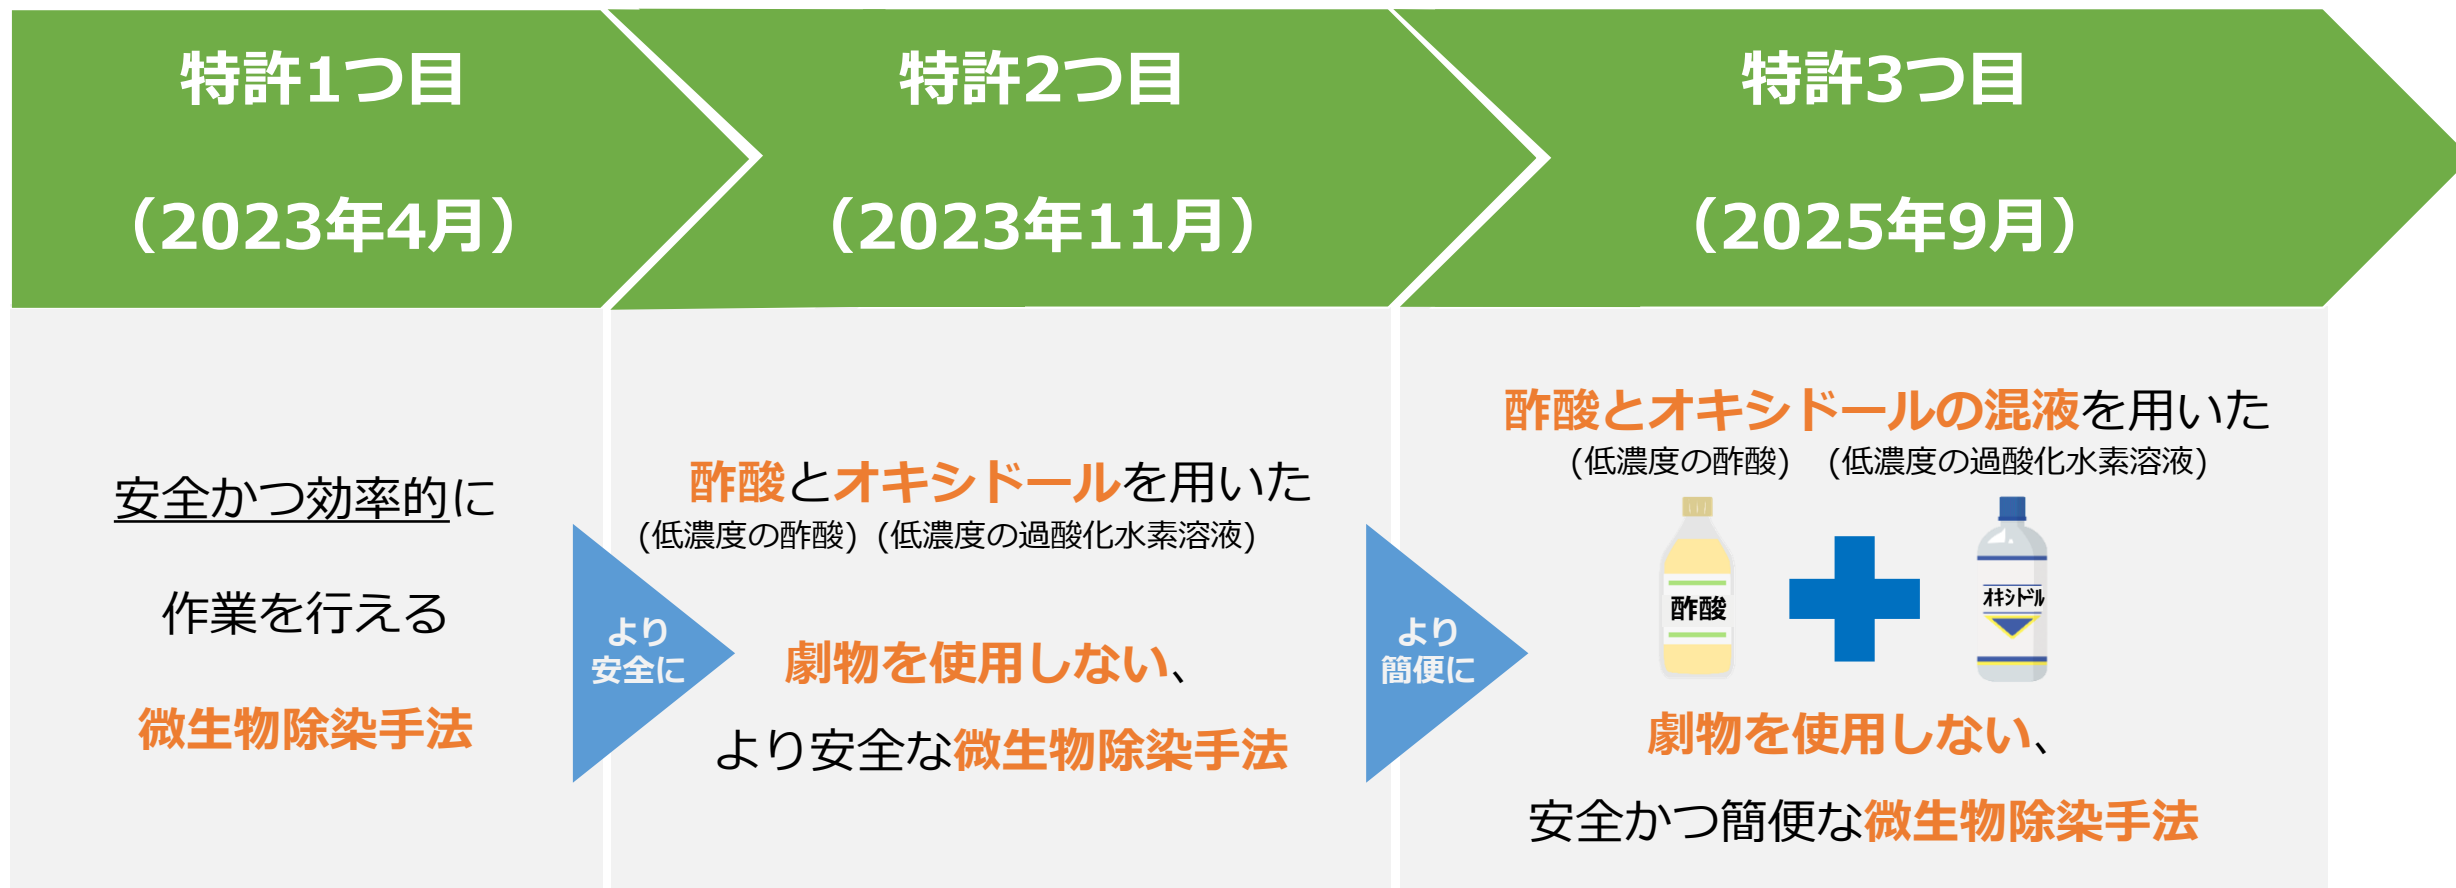 特許1つ目
（2023年4月）
特許2つ目
（2023年11月）
特許3つ目
（2025年9月）
安全かつ効率的に
作業を行える
微生物除染手法
より
安全に
酢酸とオキシドールを用いた
(低濃度の酢酸) (低濃度の過酸化水素溶液)
劇物を使用しない、
より安全な微生物除染手法
より
簡便に
酢酸とオキシドールの混液を用いた
(低濃度の酢酸) (低濃度の過酸化水素溶液)
酢酸
オキシドル
劇物を使用しない、
安全かつ簡便な微生物除染手法